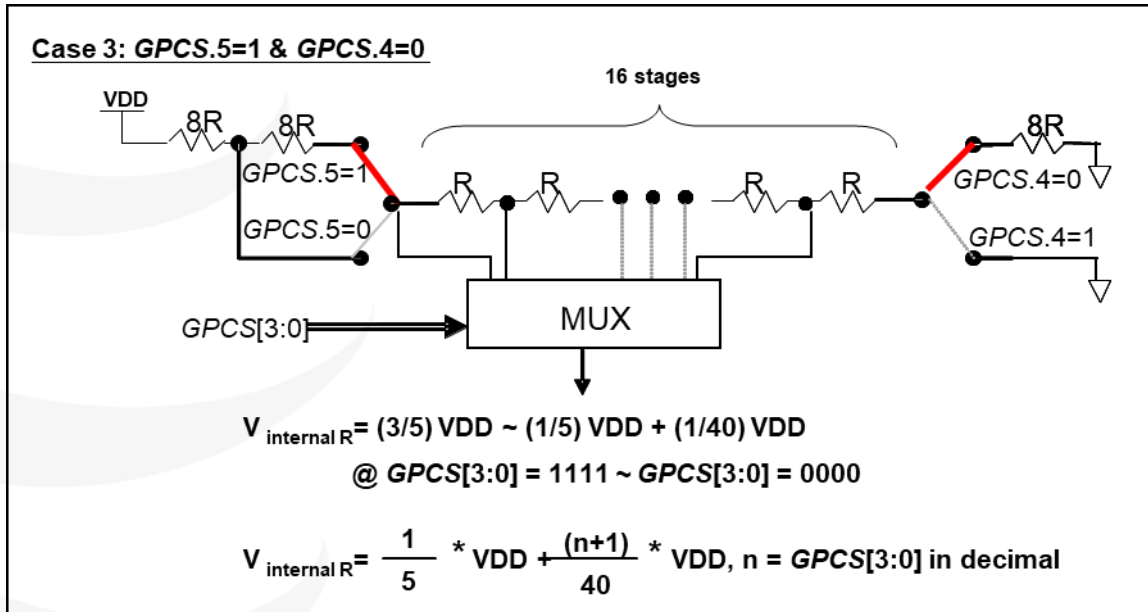 Case 3: GPCS.5=1 & GPCS.4=0
16 stages
VDD
8R
8R
8R
GPCS.5=1
R
R
R
R
GPCS.4=0
GPCS.5=0
GPCS.4=1
MUX
GPCS[3:0]
V internal R= (3/5) VDD ~ (1/5) VDD + (1/40) VDD
@ GPCS[3:0] = 1111 ~ GPCS[3:0] = 0000
V internal R= 1/5 * VDD + (n+1)/40 * VDD, n = GPCS[3:0] in decimal